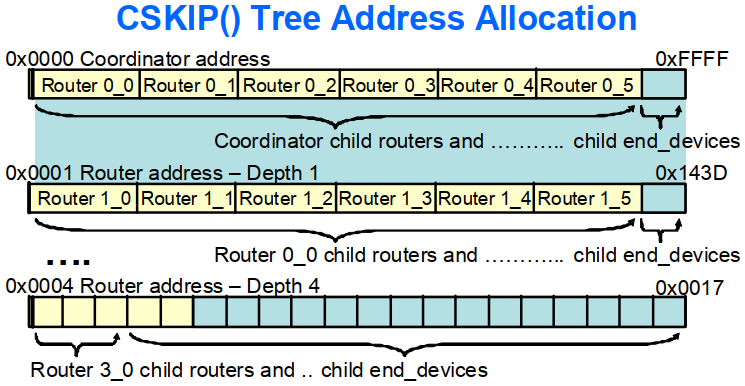 CSKIP() Tree Address Allocation
0x0000 Coordinator address 0xFFFF
Router 0_0 Router 0_1 Router 0_2 Router 0_3 Router 0_4 Router 0_5
Coordinator child routers and ……….. child end_devices
0x0001 Router address – Depth 1 0x143D
Router 1_0 Router 1_1 Router 1_2 Router 1_3 Router 1_4 Router 1_5
Router 0_0 child routers and ……….. child end_devices
….
0x0004 Router address – Depth 4 0x0017
Router 3_0 child routers and .. child end_devices